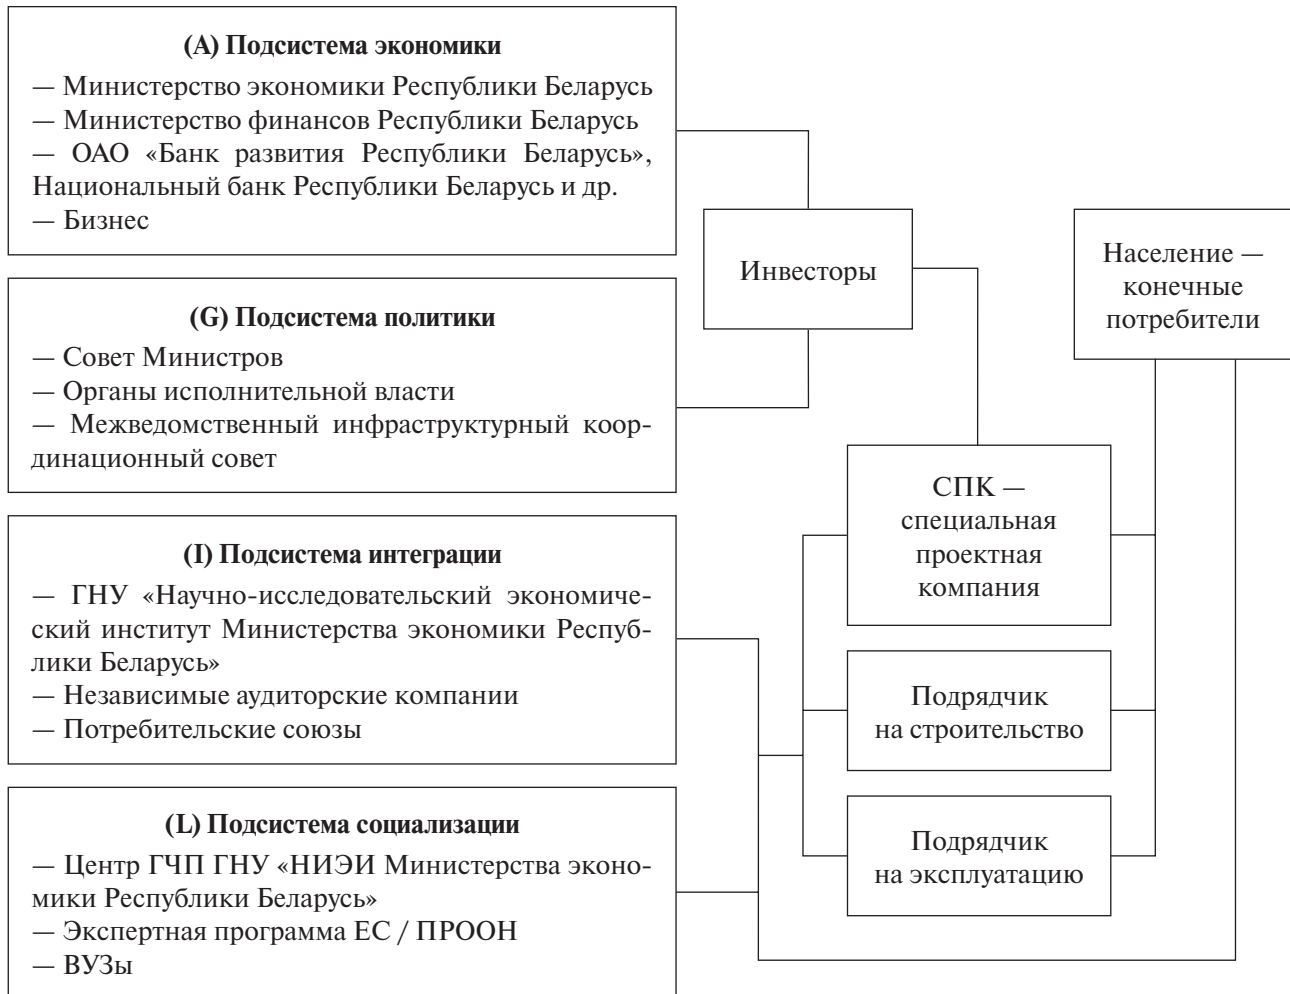 (A) Подсистема экономики
— Министерство экономики Республики Беларусь
— Министерство финансов Республики Беларусь
— ОАО «Банк развития Республики Беларусь»,
Национальный банк Республики Беларусь и др.
— Бизнес
(G) Подсистема политики
— Совет Министров
— Органы исполнительной власти
— Межведомственный инфраструктурный коор-
динационный совет
(I) Подсистема интеграции
— ГНУ «Научно-исследовательский экономиче-
ский институт Министерства экономики Респуб-
лики Беларусь»
— Независимые аудиторские компании
— Потребительские союзы
(L) Подсистема социализации
— Центр ГЧП ГНУ «НИЭИ Министерства эконо-
мики Республики Беларусь»
— Экспертная программа ЕС / ПРООН
— ВУЗы
Инвесторы
Население —
конечные
потребители
СПК —
специальная
проектная
компания
Подрядчик
на строительство
Подрядчик
на эксплуатацию